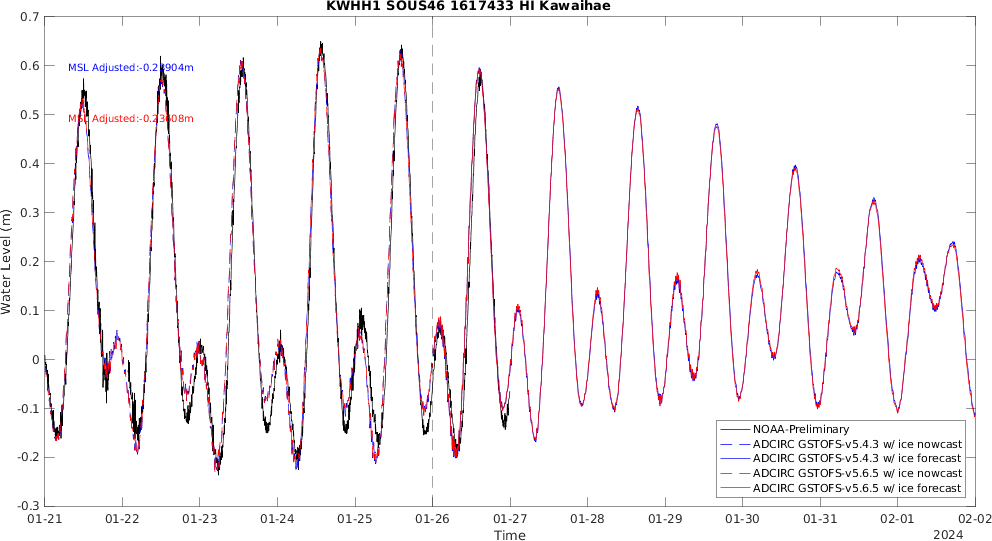 KWHH1 SOUS46 1617433 HI Kawaihae
0.7
0.6
0.5
0.4
0.3
0.2
0.1
0
-0.1
-0.2
-0.3
Water Level (m)
MSL Adjusted:-0.23904m
MSL Adjusted:-0.23608m
NOAA-Preliminary
ADCIRC GSTOFS-v5.4.3 w/ ice nowcast
ADCIRC GSTOFS-v5.4.3 w/ ice forecast
ADCIRC GSTOFS-v5.6.5 w/ ice nowcast
ADCIRC GSTOFS-v5.6.5 w/ ice forecast
01-21 01-22 01-23 01-24 01-25 01-26 01-27 01-28 01-29 01-30 01-31 02-01 02-02
Time
2024